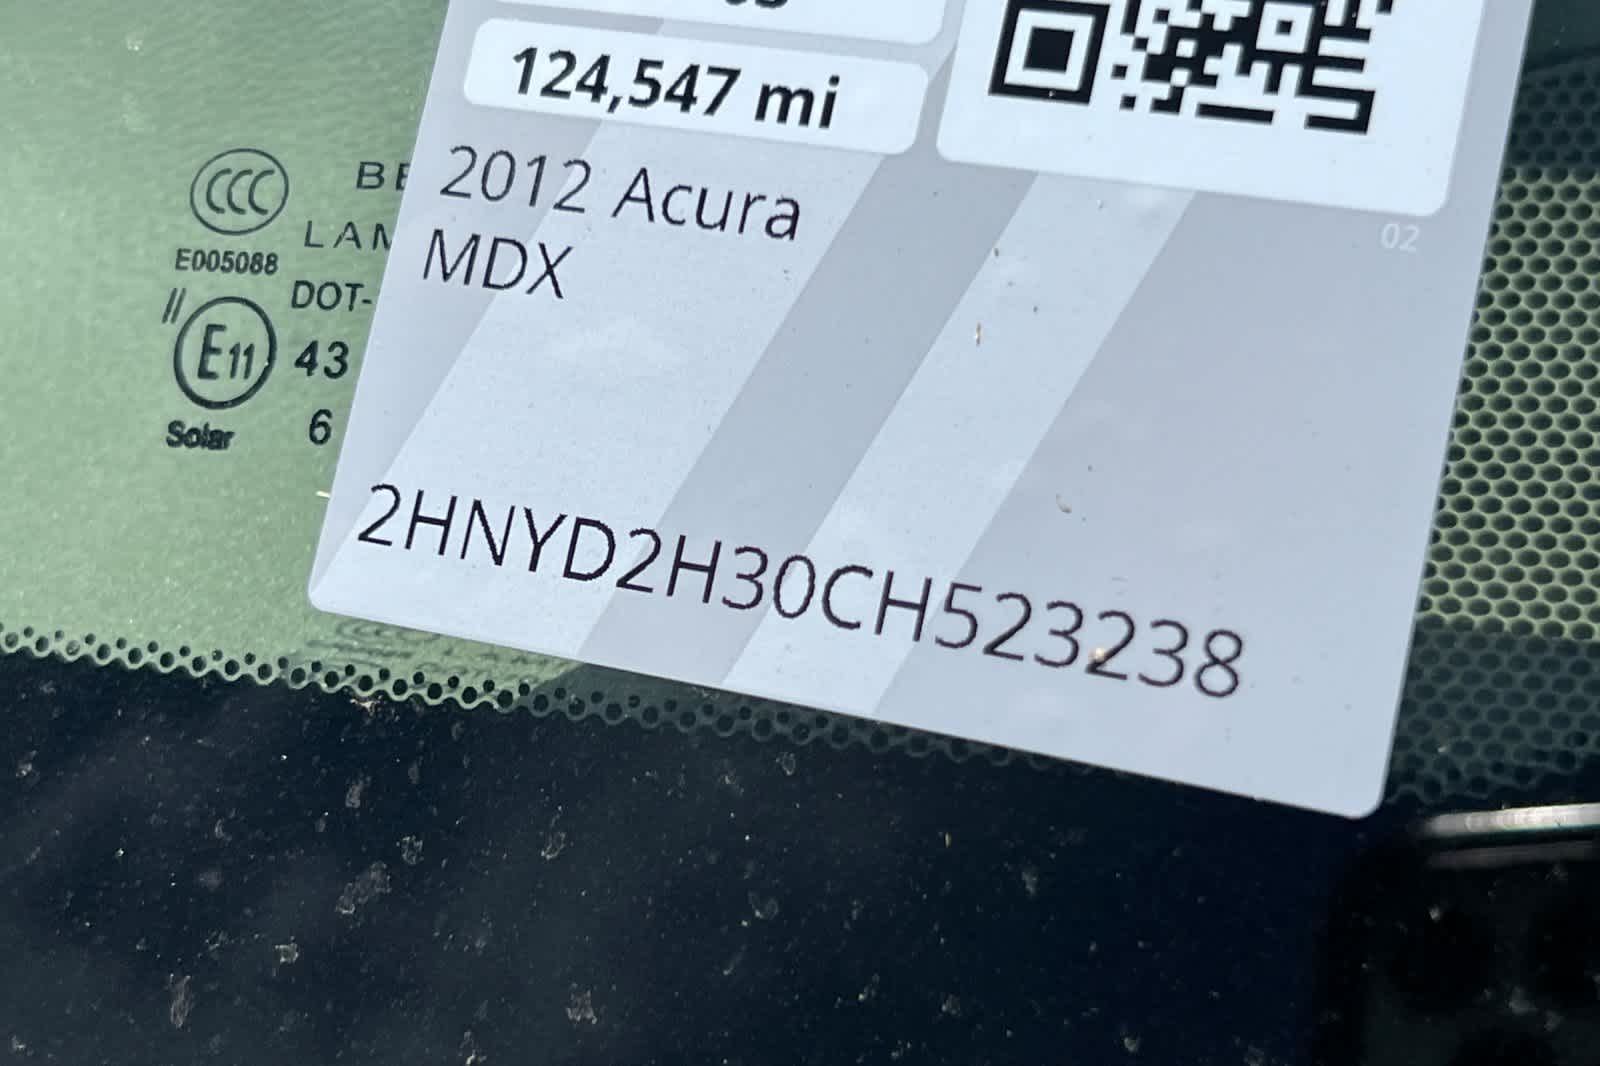 124,547 mi
2012 Acura
MDX
02
2HNYD2H30CH523238
CCC
E005088
DOT-
//
E11
43
Solar
6